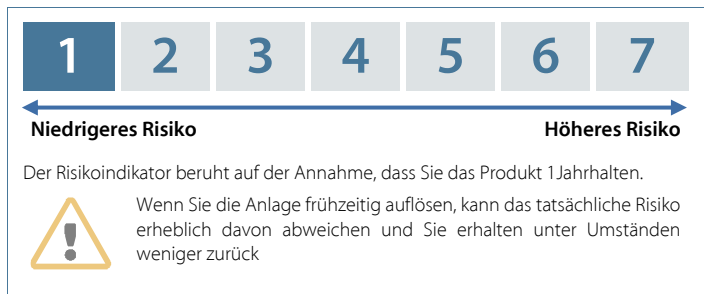 1 2 3 4 5 6 7
Niedrigeres Risiko Höheres Risiko
Der Risikoindikator beruht auf der Annahme, dass Sie das Produkt 1Jahrhalten.
Wenn Sie die Anlage frühzeitig auflösen, kann das tatsächliche Risiko
erheblich davon abweichen und Sie erhalten unter Umständen
weniger zurück